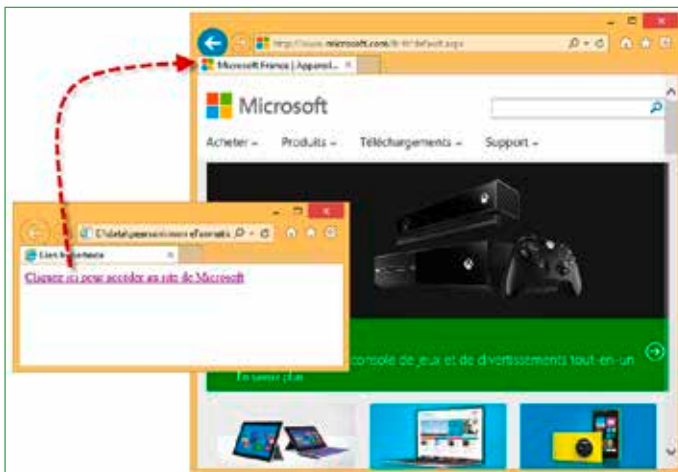 http://www.microsoft.com/fr-fr/default.aspx
Microsoft France | Appareil...
Microsoft
Acheter Produits Téléchargements Support
Liens hypertexte
Cliquez ici pour accéder au site de Microsoft
console de jeux et de divertissements tout-en-un
En savoir plus